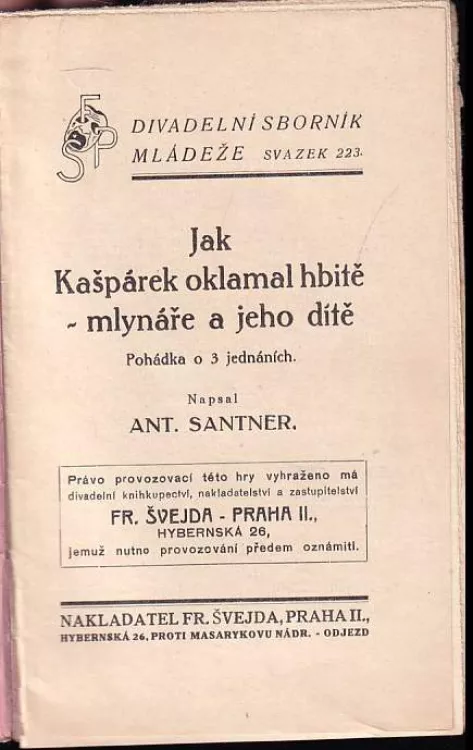 FSP
DIVADELNÍ SBORNÍK
MLÁDEŽE SVAZEK 223.
Jak
Kašpárek oklamal hbitě
~ mlynáře a jeho dítě
Pohádka o 3 jednáních.
Napsal
ANT. SANTNER.
Právo provozovací této hry vyhraženo má
divadelní knihkupectví, nakladatelství a zastupitelství
FR. ŠVEJDA - PRAHA II.,
HYBERNSKÁ 26,
jemuž nutno provozování předem oznámiti.
NAKLADATEL FR. ŠVEJDA, PRAHA II.,
HYBERNSKÁ 26, PROTI MASARYKOVU NÁDR. - ODJEZD